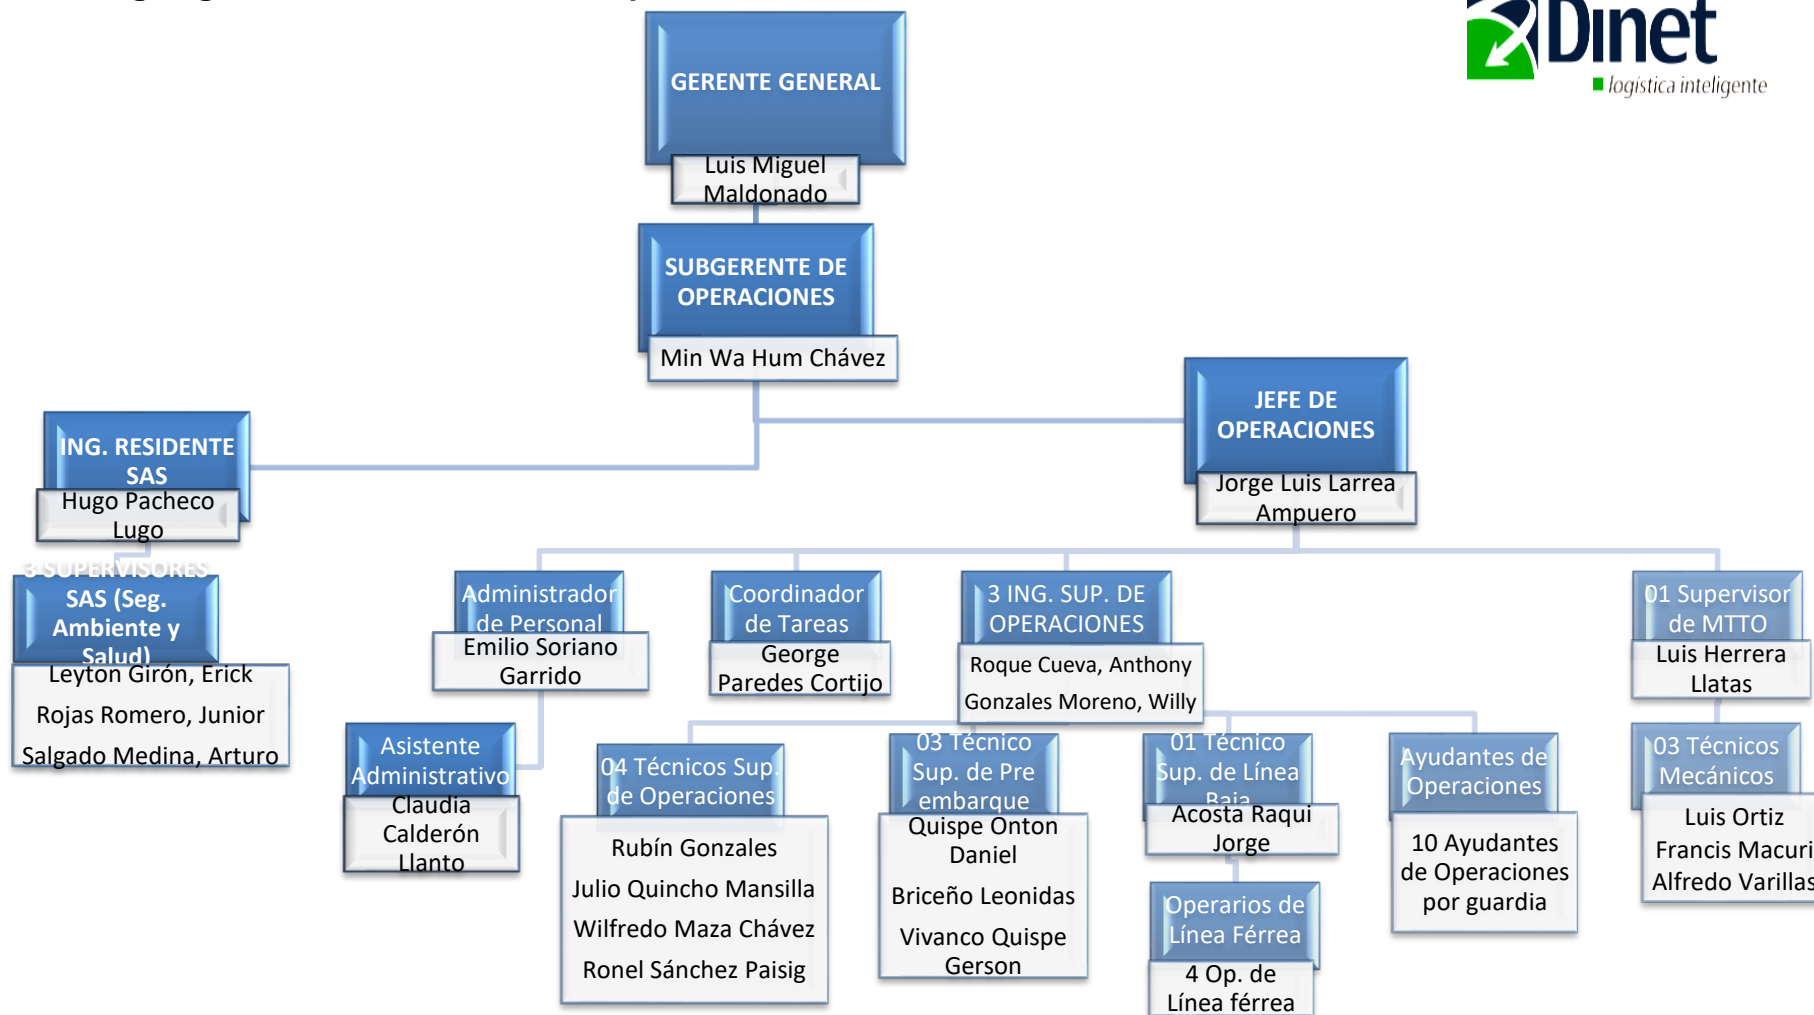 Dinet
logística inteligente
GERENTE GENERAL
Luis Miguel
Maldonado
SUBGERENTE DE
OPERACIONES
Min Wa Hum Chávez
JEFE DE
OPERACIONES
Jorge Luis Larrea
Ampuero
ING. RESIDENTE
SAS
Hugo Pacheco
Lugo
3 SUPERVISORES
SAS (Seg.
Ambiente y
Salud)
Leyton Girón, Erick
Rojas Romero, Junior
Salgado Medina, Arturo
Administrador
de Personal
Emilio Soriano
Garrido
Asistente
Administrativo
Claudia
Calderón
Llanto
Coordinador
de Tareas
George
Paredes Cortijo
3 ING. SUP. DE
OPERACIONES
Roque Cueva, Anthony
Gonzales Moreno, Willy
04 Técnicos Sup.
de Operaciones
Rubín Gonzales
Julio Quincho Mansilla
Wilfredo Maza Chávez
Ronel Sánchez Paisig
03 Técnico
Sup. de Pre
embarque
Quispe Onton
Daniel
Briceño Leonidas
Vivanco Quispe
Gerson
01 Técnico
Sup. de Línea
Baja
Acosta Raqui
Jorge
Operarios de
Línea Férrea
4 Op. de
Línea férrea
Ayudantes de
Operaciones
10 Ayudantes
de Operaciones
por guardia
01 Supervisor
de MTTO
Luis Herrera
Llatas
03 Técnicos
Mecánicos
Luis Ortiz
Francis Macuri
Alfredo Varillas